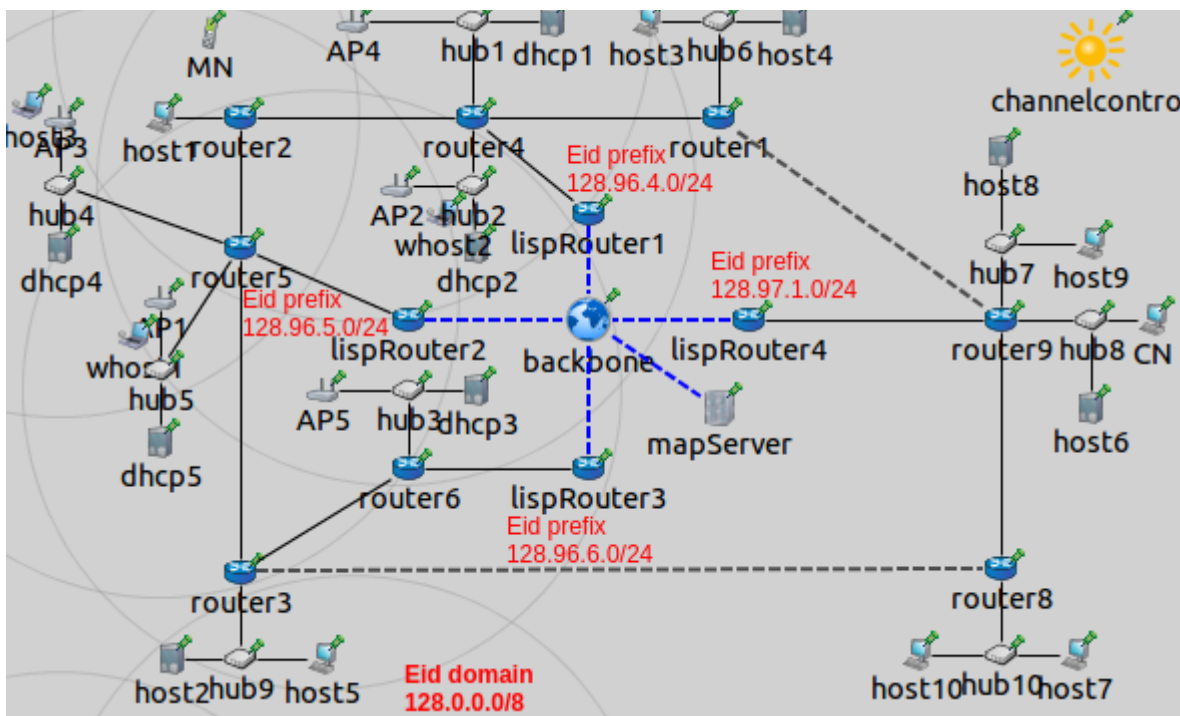 AP4
hub1
dhcp1
host3
hub6
host4
MN
channelcontro
host3
AP3
host1
router2
router4
router1
Eid prefix
128.96.4.0/24
host8
hub4
AP2
hub2
whost2
lispRouter1
dhcp4
router5
dhcp2
Eid prefix
128.97.1.0/24
hub7
host9
Eid prefix
128.96.5.0/24
AP1
lispRouter2
backbone
lispRouter4
router9
hub8
CN
hub5
AP5
hub3
dhcp3
mapServer
host6
dhcp5
router6
lispRouter3
Eid prefix
128.96.6.0/24
router3
router8
host2
hub9
host5
Eid domain
128.0.0.0/8
host10
hub10
host7